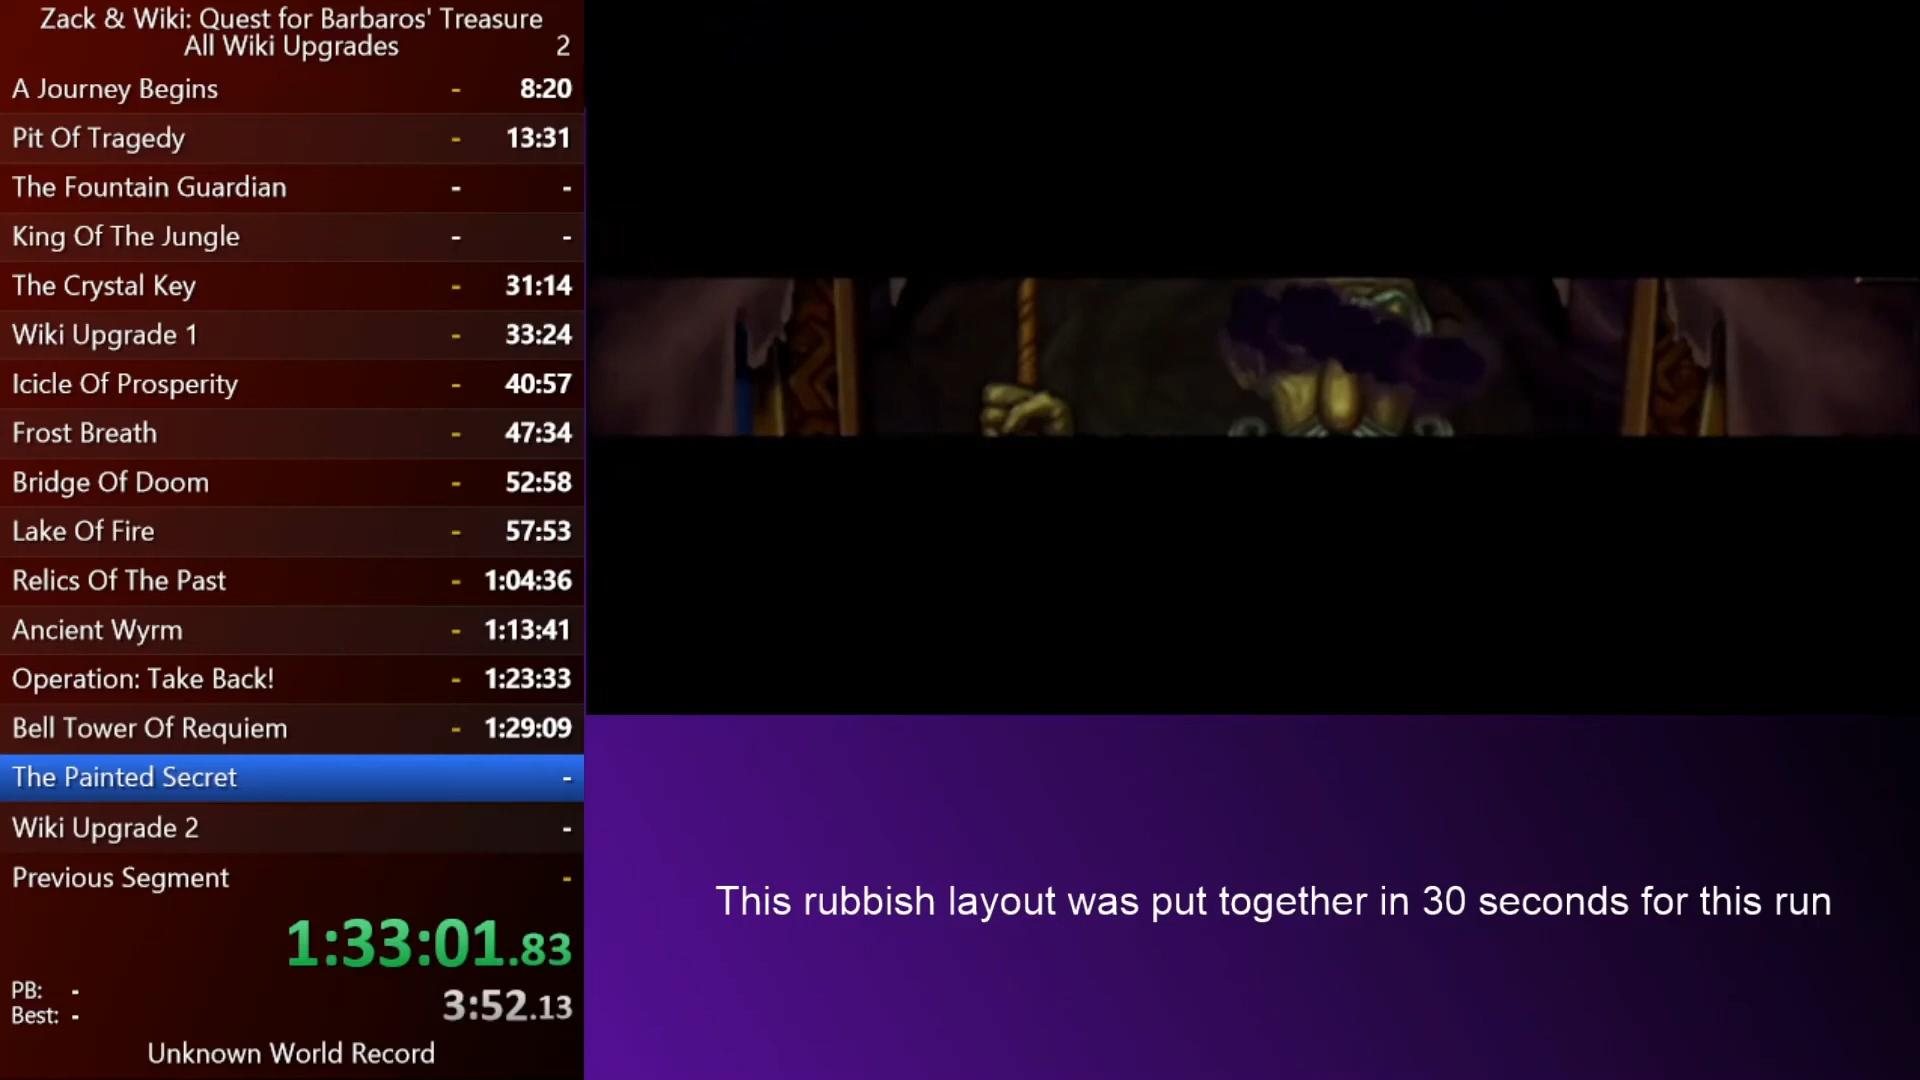 Zack & Wiki: Quest for Barbaros' Treasure
All Wiki Upgrades 2
A Journey Begins - 8:20
Pit Of Tragedy - 13:31
The Fountain Guardian - -
King Of The Jungle - -
The Crystal Key - 31:14
Wiki Upgrade 1 - 33:24
Icicle Of Prosperity - 40:57
Frost Breath - 47:34
Bridge Of Doom - 52:58
Lake Of Fire - 57:53
Relics Of The Past - 1:04:36
Ancient Wyrm - 1:13:41
Operation: Take Back! - 1:23:33
Bell Tower Of Requiem - 1:29:09
The Painted Secret -
Wiki Upgrade 2 -
Previous Segment -
1:33:01.83
PB: -
Best: -
3:52.13
Unknown World Record
This rubbish layout was put together in 30 seconds for this run